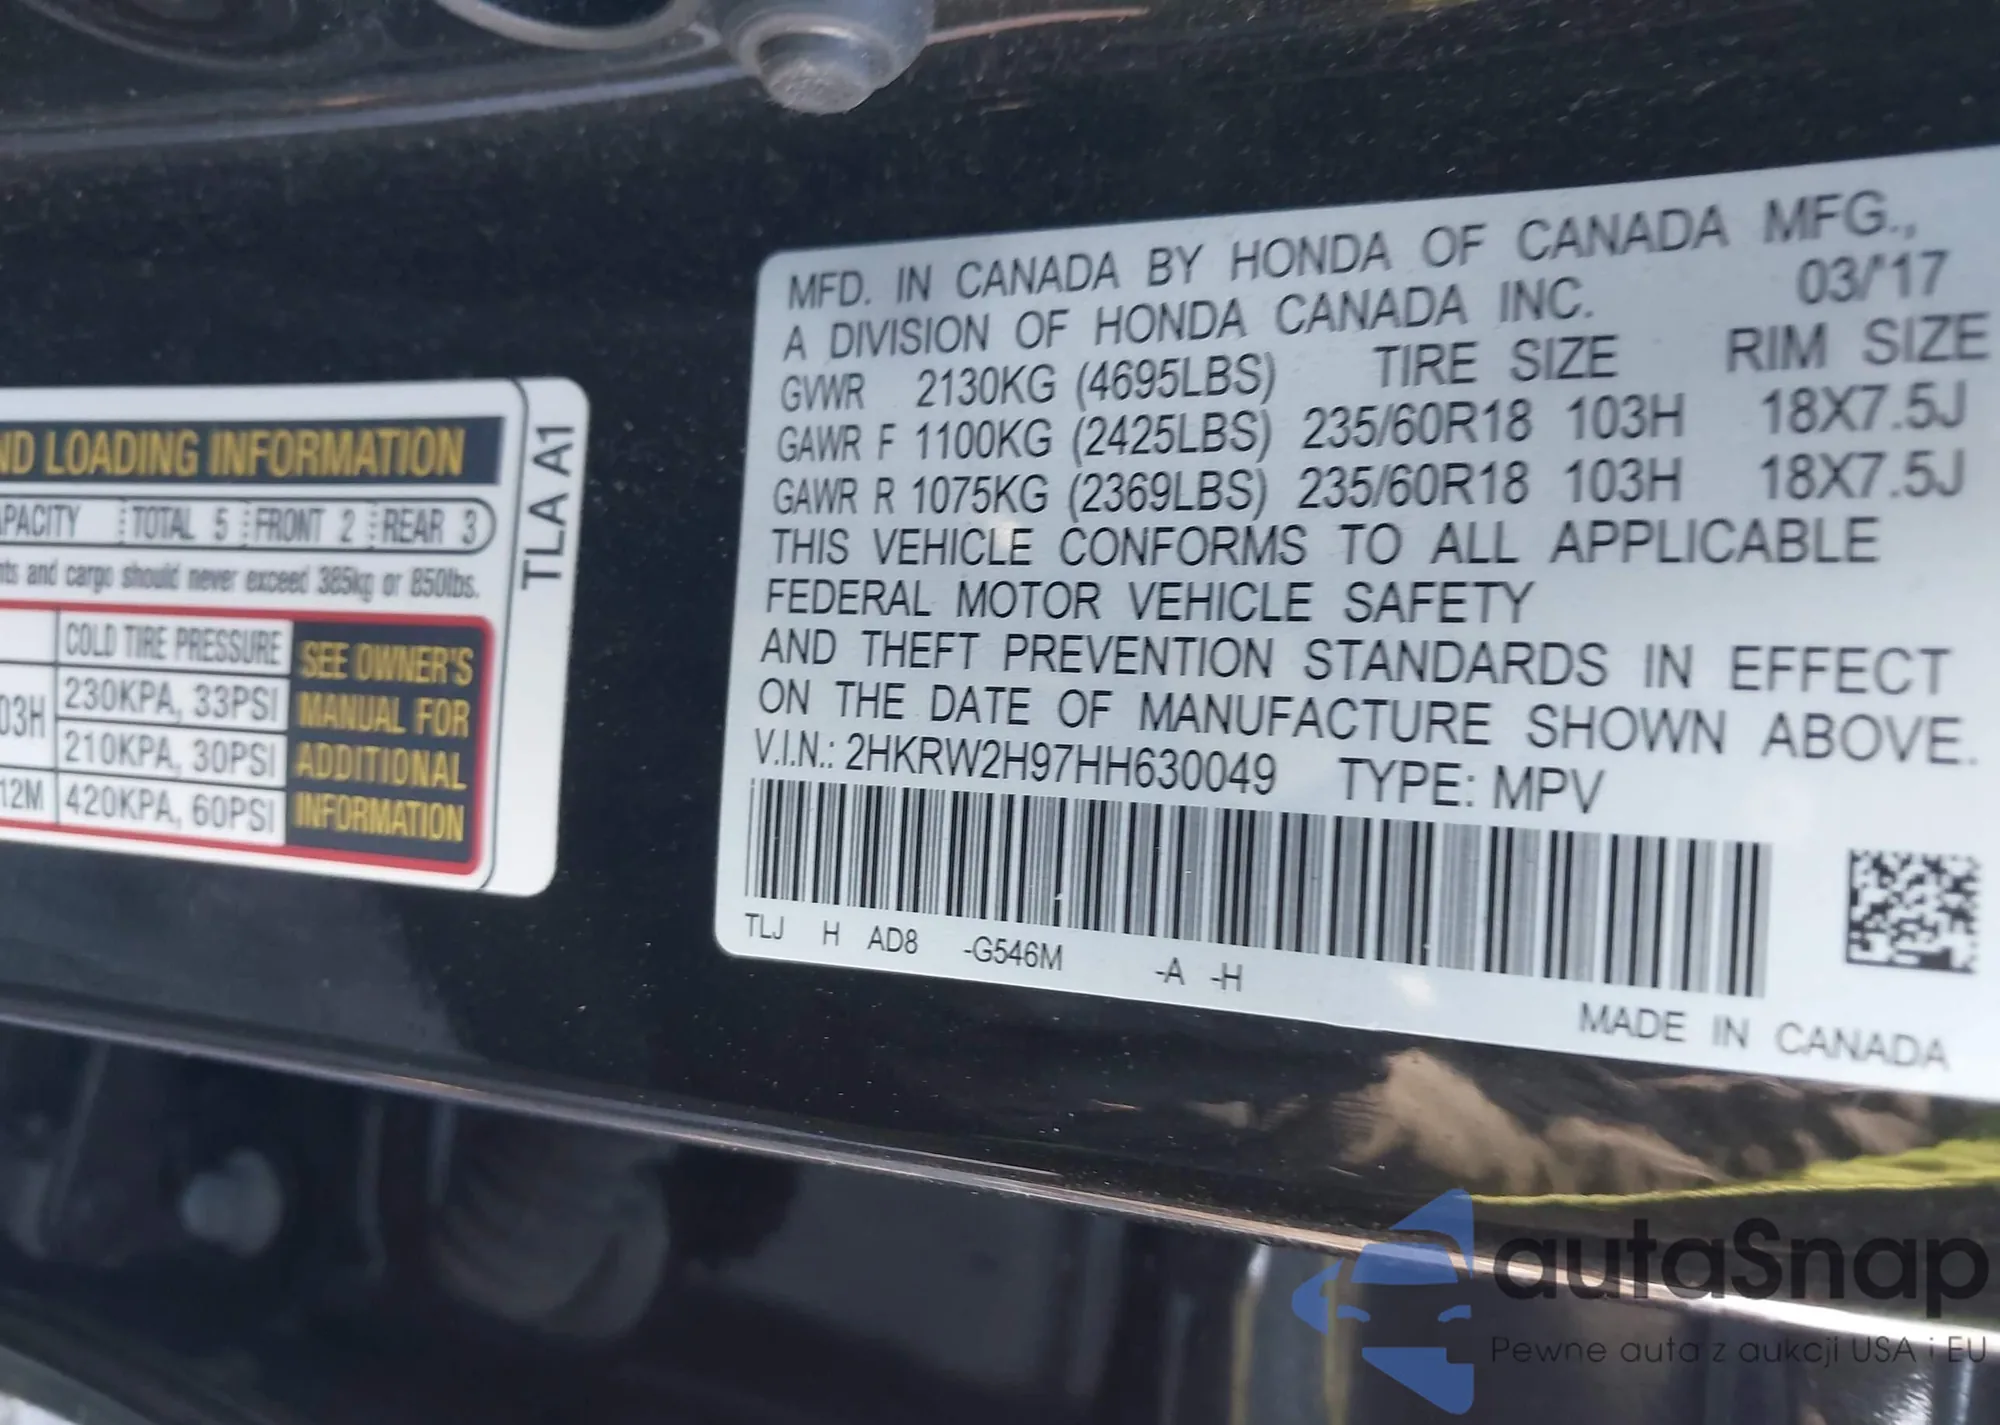 ND LOADING INFORMATION
PACITY TOTAL 5 FRONT 2 REAR 3
and cargo should never exceed 385kg or 850lbs.
COLD TIRE PRESSURE
03H 230KPA, 33PSI
210KPA, 30PSI
12M 420KPA, 60PSI
SEE OWNER'S
MANUAL FOR
ADDITIONAL
INFORMATION
TLA A1
MFD. IN CANADA BY HONDA OF CANADA MFG.,
A DIVISION OF HONDA CANADA INC. 03/'17
GVWR 2130KG (4695LBS) TIRE SIZE RIM SIZE
GAWR F 1100KG (2425LBS) 235/60R18 103H 18X7.5J
GAWR R 1075KG (2369LBS) 235/60R18 103H 18X7.5J
THIS VEHICLE CONFORMS TO ALL APPLICABLE
FEDERAL MOTOR VEHICLE SAFETY
AND THEFT PREVENTION STANDARDS IN EFFECT
ON THE DATE OF MANUFACTURE SHOWN ABOVE.
V.I.N.: 2HKRW2H97HH630049 TYPE: MPV
TLJ H AD8 -G546M -A -H
MADE IN CANADA
autaSnap
Pewne auta z aukcji USA i EU